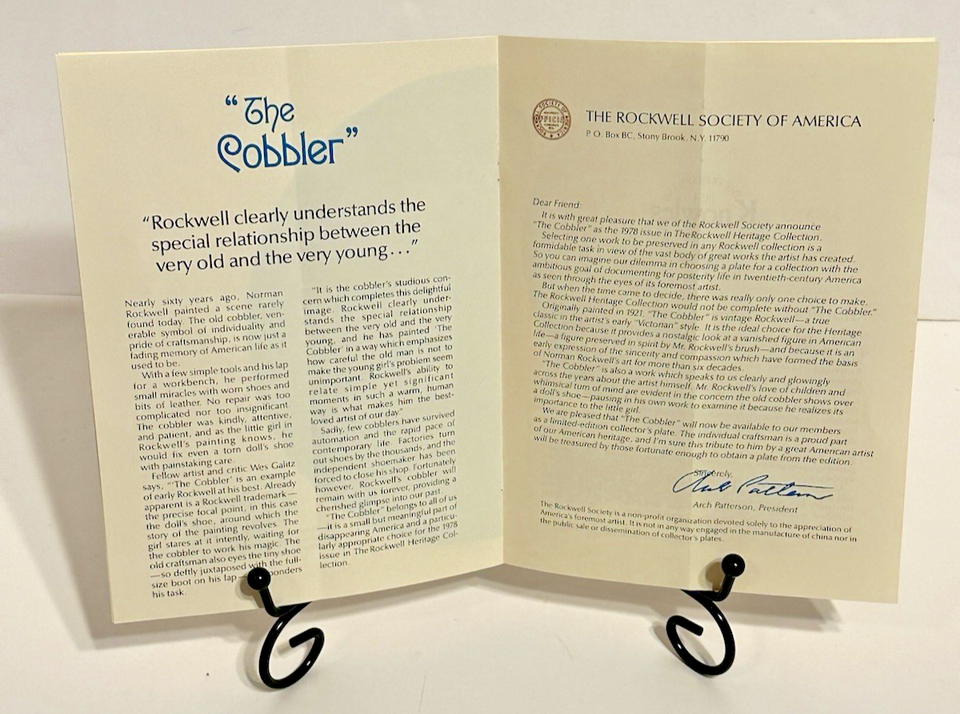 “The
Cobbler”
“Rockwell clearly understands the
special relationship between the
very old and the very young...”
Nearly sixty years ago, Norman
Rockwell painted a scene rarely
found today. The old cobbler, ven-
erable symbol of individuality and
pride of craftsmanship, is now just a
fading memory of American life as it
used to be.
With a few simple tools and his lap
for a workbench, he performed
small miracles with worn shoes and
bits of leather. No repair was too
complicated nor too insignificant.
The cobbler was kindly, attentive,
and patient, and as the little girl in
Rockwell's painting knows, he
would fix even a torn doll's shoe
with painstaking care.
Fellow artist and critic Wes Galitz
says, “‘The Cobbler’ is an example
of early Rockwell at his best. Already
apparent is a Rockwell trademark—
the precise focal point, in this case
the doll's shoe, around which the
story of the painting revolves. The
girl stares at it intently, waiting for
the cobbler to work his magic. The
old craftsman also eyes the tiny shoe
—so deftly juxtaposed with the full-
size boot on his lap—
his task.
“It is the cobbler's studious con-
cern which completes this delightful
image. Rockwell clearly under-
stands the special relationship
between the very old and the very
young, and he has painted ‘The
Cobbler’ in a way which emphasizes
how careful the old man is not to
make the young girl's problem seem
unimportant. Rockwell's ability to
relate simple yet significant
moments in such a warm, human
way is what makes him the best-
loved artist of our day.”
Sadly, few cobblers have survived
automation and the rapid pace of
contemporary life. Factories turn
out shoes by the thousands, and the
independent shoemaker has been
forced to close his shop. Fortunately
however, Rockwell's cobbler will
remain with us forever, providing a
cherished glimpse into our past.
“The Cobbler” belongs to all of us
—it is a small but meaningful part of
disappearing America and a particu-
larly appropriate choice for the 1978
issue in The Rockwell Heritage Col-
lection.
THE ROCKWELL SOCIETY OF AMERICA
P.O. Box BC, Stony Brook, N.Y. 11790
Dear Friend:
It is with great pleasure that we of the Rockwell Society announce
“The Cobbler” as the 1978 issue in TheRockwell Heritage Collection.
Selecting one work to be preserved in any Rockwell collection is a
formidable task in view of the vast body of great works the artist has created.
So you can imagine our dilemma in choosing a plate for a collection with the
ambitious goal of documenting for posterity life in twentieth-century America
as seen through the eyes of its foremost artist.
But when the time came to decide, there was really only one choice to make.
The Rockwell Heritage Collection would not be complete without “The Cobbler.”
Originally painted in 1921, “The Cobbler” is vintage Rockwell—a true
classic in the artist's early “Victorian” style. It is the ideal choice for the Heritage
Collection because it provides a nostalgic look at a vanished figure in American
life—a figure preserved in spirit by Mr. Rockwell's brush—and because it is an
early expression of the sincerity and compassion which have formed the basis
of Norman Rockwell's art for more than six decades.
“The Cobbler” is also a work which speaks to us clearly and glowingly
across the years about the artist himself. Mr. Rockwell's love of children and
whimsical turn of mind are evident in the concern the old cobbler shows over
a doll's shoe—pausing in his own work to examine it because he realizes its
importance to the little girl.
We are pleased that “The Cobbler” will now be available to our members
as a limited-edition collector's plate. The individual craftsman is a proud part
of our American heritage, and I'm sure this tribute to him by a great American artist
will be treasured by those fortunate enough to obtain a plate from the edition.
Sincerely,
Arch Patterson
Arch Patterson, President
The Rockwell Society is a non-profit organization devoted solely to the appreciation of
America's foremost artist. It is not in any way engaged in the manufacture of china nor in
the public sale or dissemination of collector's plates.